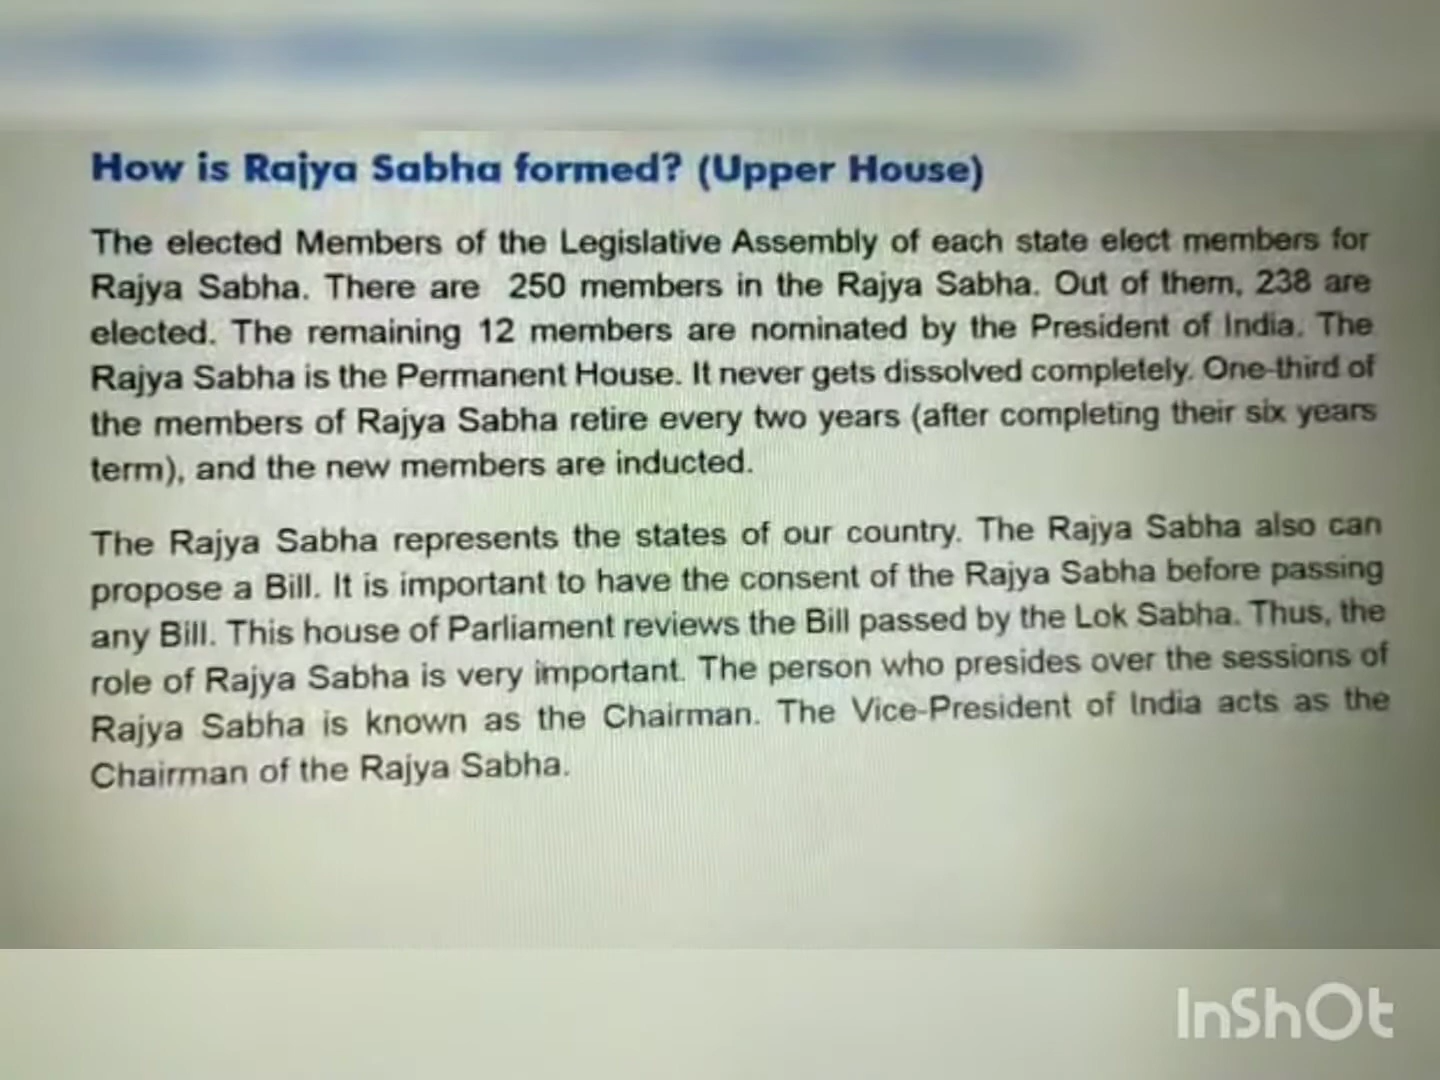 How is Rajya Sabha formed? (Upper House)
The elected Members of the Legislative Assembly of each state elect members for
Rajya Sabha. There are 250 members in the Rajya Sabha. Out of them, 238 are
elected. The remaining 12 members are nominated by the President of India. The
Rajya Sabha is the Permanent House. It never gets dissolved completely. One-third of
the members of Rajya Sabha retire every two years (after completing their six years
term), and the new members are inducted.
The Rajya Sabha represents the states of our country. The Rajya Sabha also can
propose a Bill. It is important to have the consent of the Rajya Sabha before passing
any Bill. This house of Parliament reviews the Bill passed by the Lok Sabha. Thus, the
role of Rajya Sabha is very important. The person who presides over the sessions of
Rajya Sabha is known as the Chairman. The Vice-President of India acts as the
Chairman of the Rajya Sabha.
InShOt